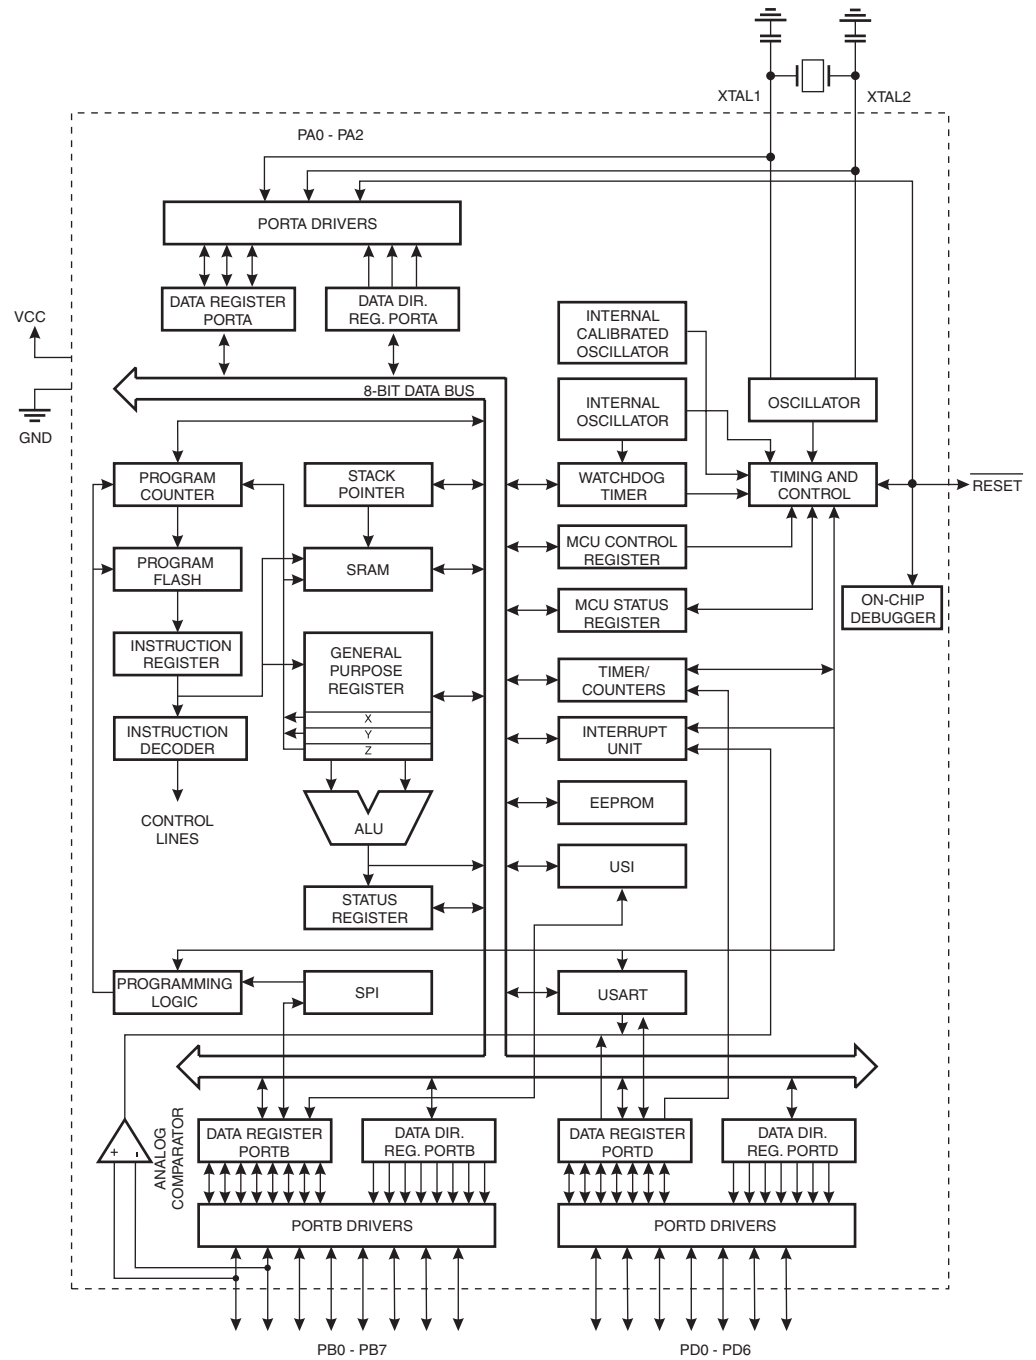 XTAL1
XTAL2
PA0 - PA2
PORTA DRIVERS
DATA REGISTER
PORTA
DATA DIR.
REG. PORTA
VCC
GND
8-BIT DATA BUS
INTERNAL
CALIBRATED
OSCILLATOR
INTERNAL
OSCILLATOR
OSCILLATOR
PROGRAM
COUNTER
STACK
POINTER
WATCHDOG
TIMER
TIMING AND
CONTROL
RESET
PROGRAM
FLASH
SRAM
MCU CONTROL
REGISTER
MCU STATUS
REGISTER
ON-CHIP
DEBUGGER
INSTRUCTION
REGISTER
GENERAL
PURPOSE
REGISTER
X
Y
Z
TIMER/
COUNTERS
INSTRUCTION
DECODER
INTERRUPT
UNIT
CONTROL
LINES
ALU
EEPROM
USI
STATUS
REGISTER
PROGRAMMING
LOGIC
SPI
USART
ANALOG
COMPARATOR
+
-
DATA REGISTER
PORTB
DATA DIR.
REG. PORTB
DATA REGISTER
PORTD
DATA DIR.
REG. PORTD
PORTB DRIVERS
PORTD DRIVERS
PB0 - PB7
PD0 - PD6